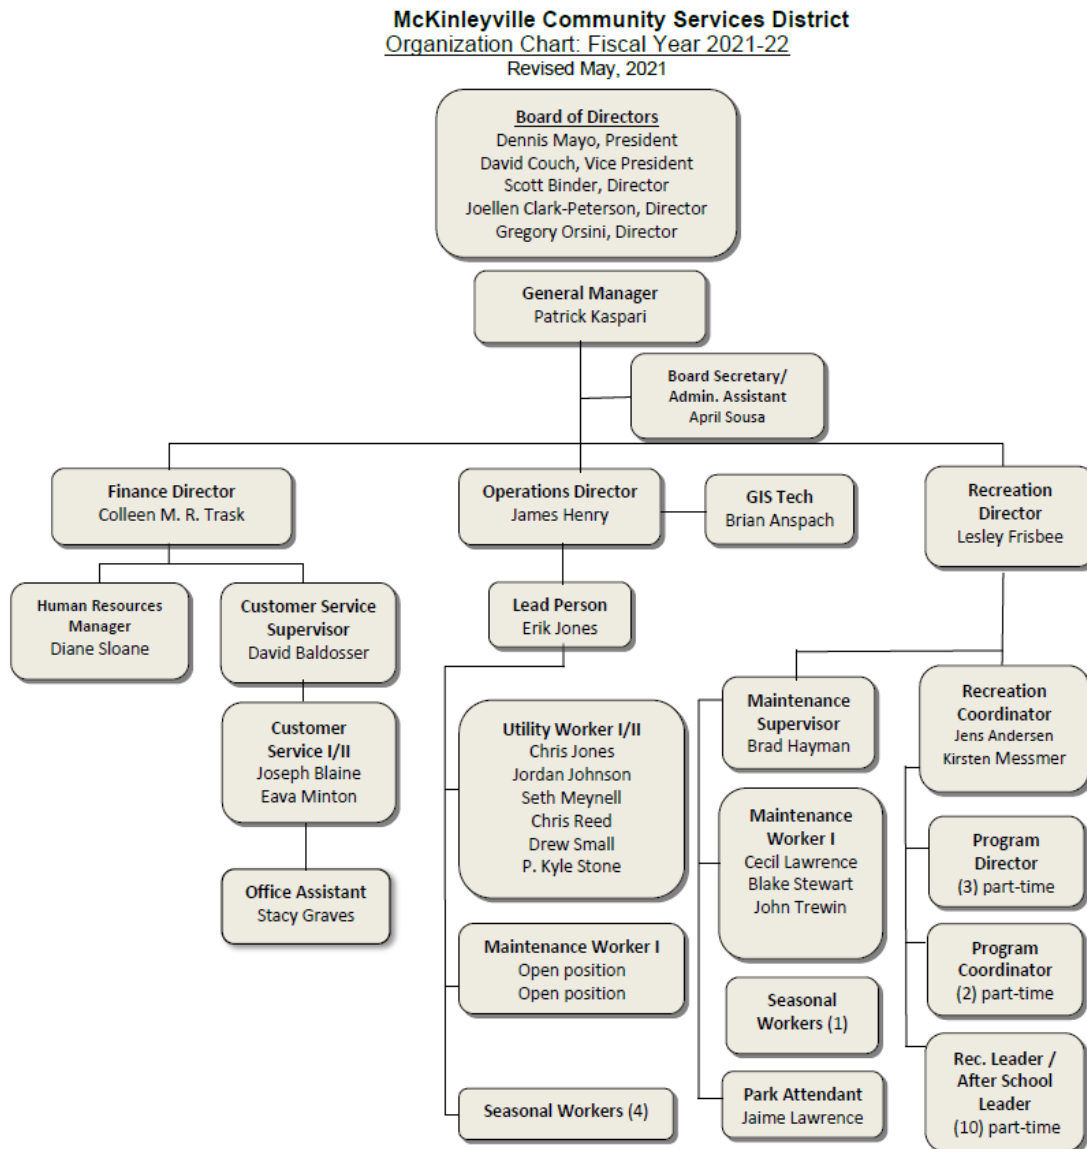 McKinleyville Community Services District
Organization Chart: Fiscal Year 2021-22
Revised May, 2021
Board of Directors
Dennis Mayo, President
David Couch, Vice President
Scott Binder, Director
Joellen Clark-Peterson, Director
Gregory Orsini, Director
General Manager
Patrick Kaspari
Board Secretary/
Admin. Assistant
April Sousa
Finance Director
Colleen M. R. Trask
Operations Director
James Henry
GIS Tech
Brian Anspach
Recreation
Director
Lesley Frisbee
Human Resources
Manager
Diane Sloane
Customer Service
Supervisor
David Baldosser
Lead Person
Erik Jones
Customer
Service I/II
Joseph Blaine
Eava Minton
Office Assistant
Stacy Graves
Utility Worker I/II
Chris Jones
Jordan Johnson
Seth Meynell
Chris Reed
Drew Small
P. Kyle Stone
Maintenance Worker I
Open position
Open position
Seasonal Workers (4)
Maintenance
Supervisor
Brad Hayman
Maintenance
Worker I
Cecil Lawrence
Blake Stewart
John Trewin
Seasonal
Workers (1)
Park Attendant
Jaime Lawrence
Recreation
Coordinator
Jens Andersen
Kirsten Messmer
Program
Director
(3) part-time
Program
Coordinator
(2) part-time
Rec. Leader /
After School
Leader
(10) part-time